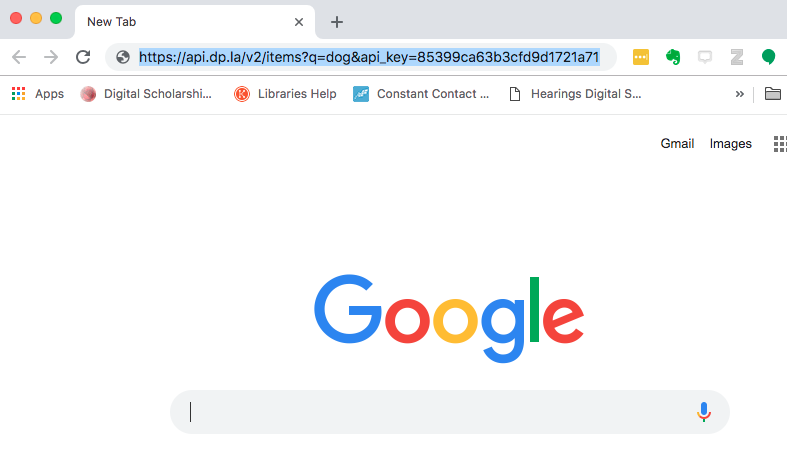 New Tab
https://api.dp.la/v2/items?q=dog&api_key=85399ca63b3cfd9d1721a71
Apps Digital Scholarshi... Libraries Help Constant Contact ... Hearings Digital S... »
Gmail Images
Google